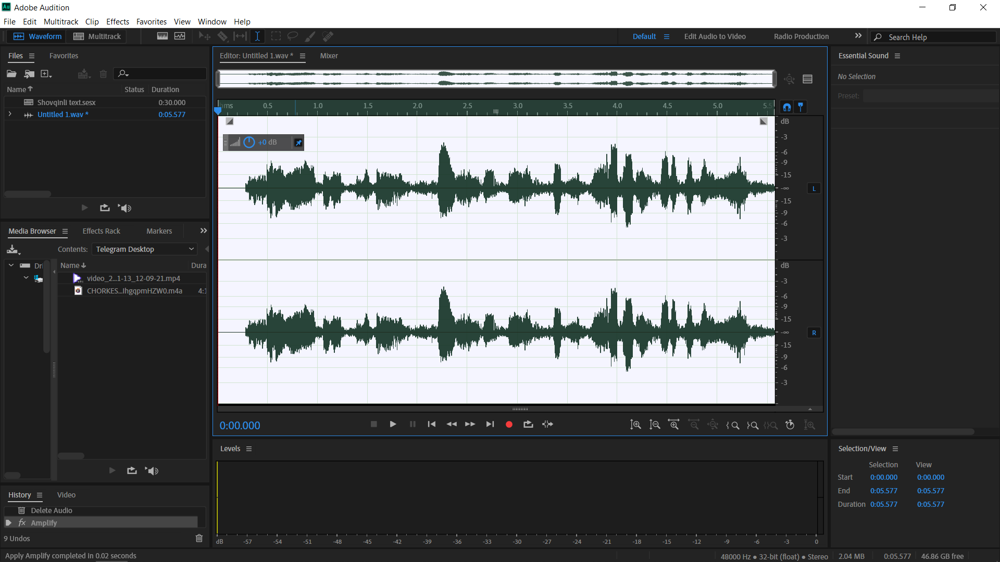 Adobe Audition
File Edit Multitrack Clip Effects Favorites View Window Help
Waveform Multitrack Default Edit Audio to Video Radio Production Search Help
Files Favorites
Name Status Duration
Shovqinli text.sesx 0:30.000
Untitled 1.wav * 0:05.577
Media Browser Effects Rack Markers
Contents: Telegram Desktop
Dri
Name Dura
video_2...1-13_12-09-21.mp4
CHORKES...IhgqpmHZW0.m4a 4:1
History Video
Delete Audio
fx Amplify
9 Undos
Editor: Untitled 1.wav * Mixer
hms 0.5 1.0 1.5 2.0 2.5 3.0 3.5 4.0 4.5 5.0 5.5
+0 dB
dB
-3
-6
-9
-15
-∞
L
-15
-9
-6
-3
dB
-3
-6
-9
-15
-∞
R
-15
-9
-6
-3
0:00.000
Levels
dB -57 -54 -51 -48 -45 -42 -39 -36 -33 -30 -27 -24 -21 -18 -15 -12 -9 -6 -3 0
Essential Sound
No Selection
Preset:
Selection/View
Selection View
Start 0:00.000 0:00.000
End 0:05.577 0:05.577
Duration 0:05.577 0:05.577
Apply Amplify completed in 0.02 seconds
48000 Hz ● 32-bit (float) ● Stereo 2.04 MB 0:05.577 46.86 GB free